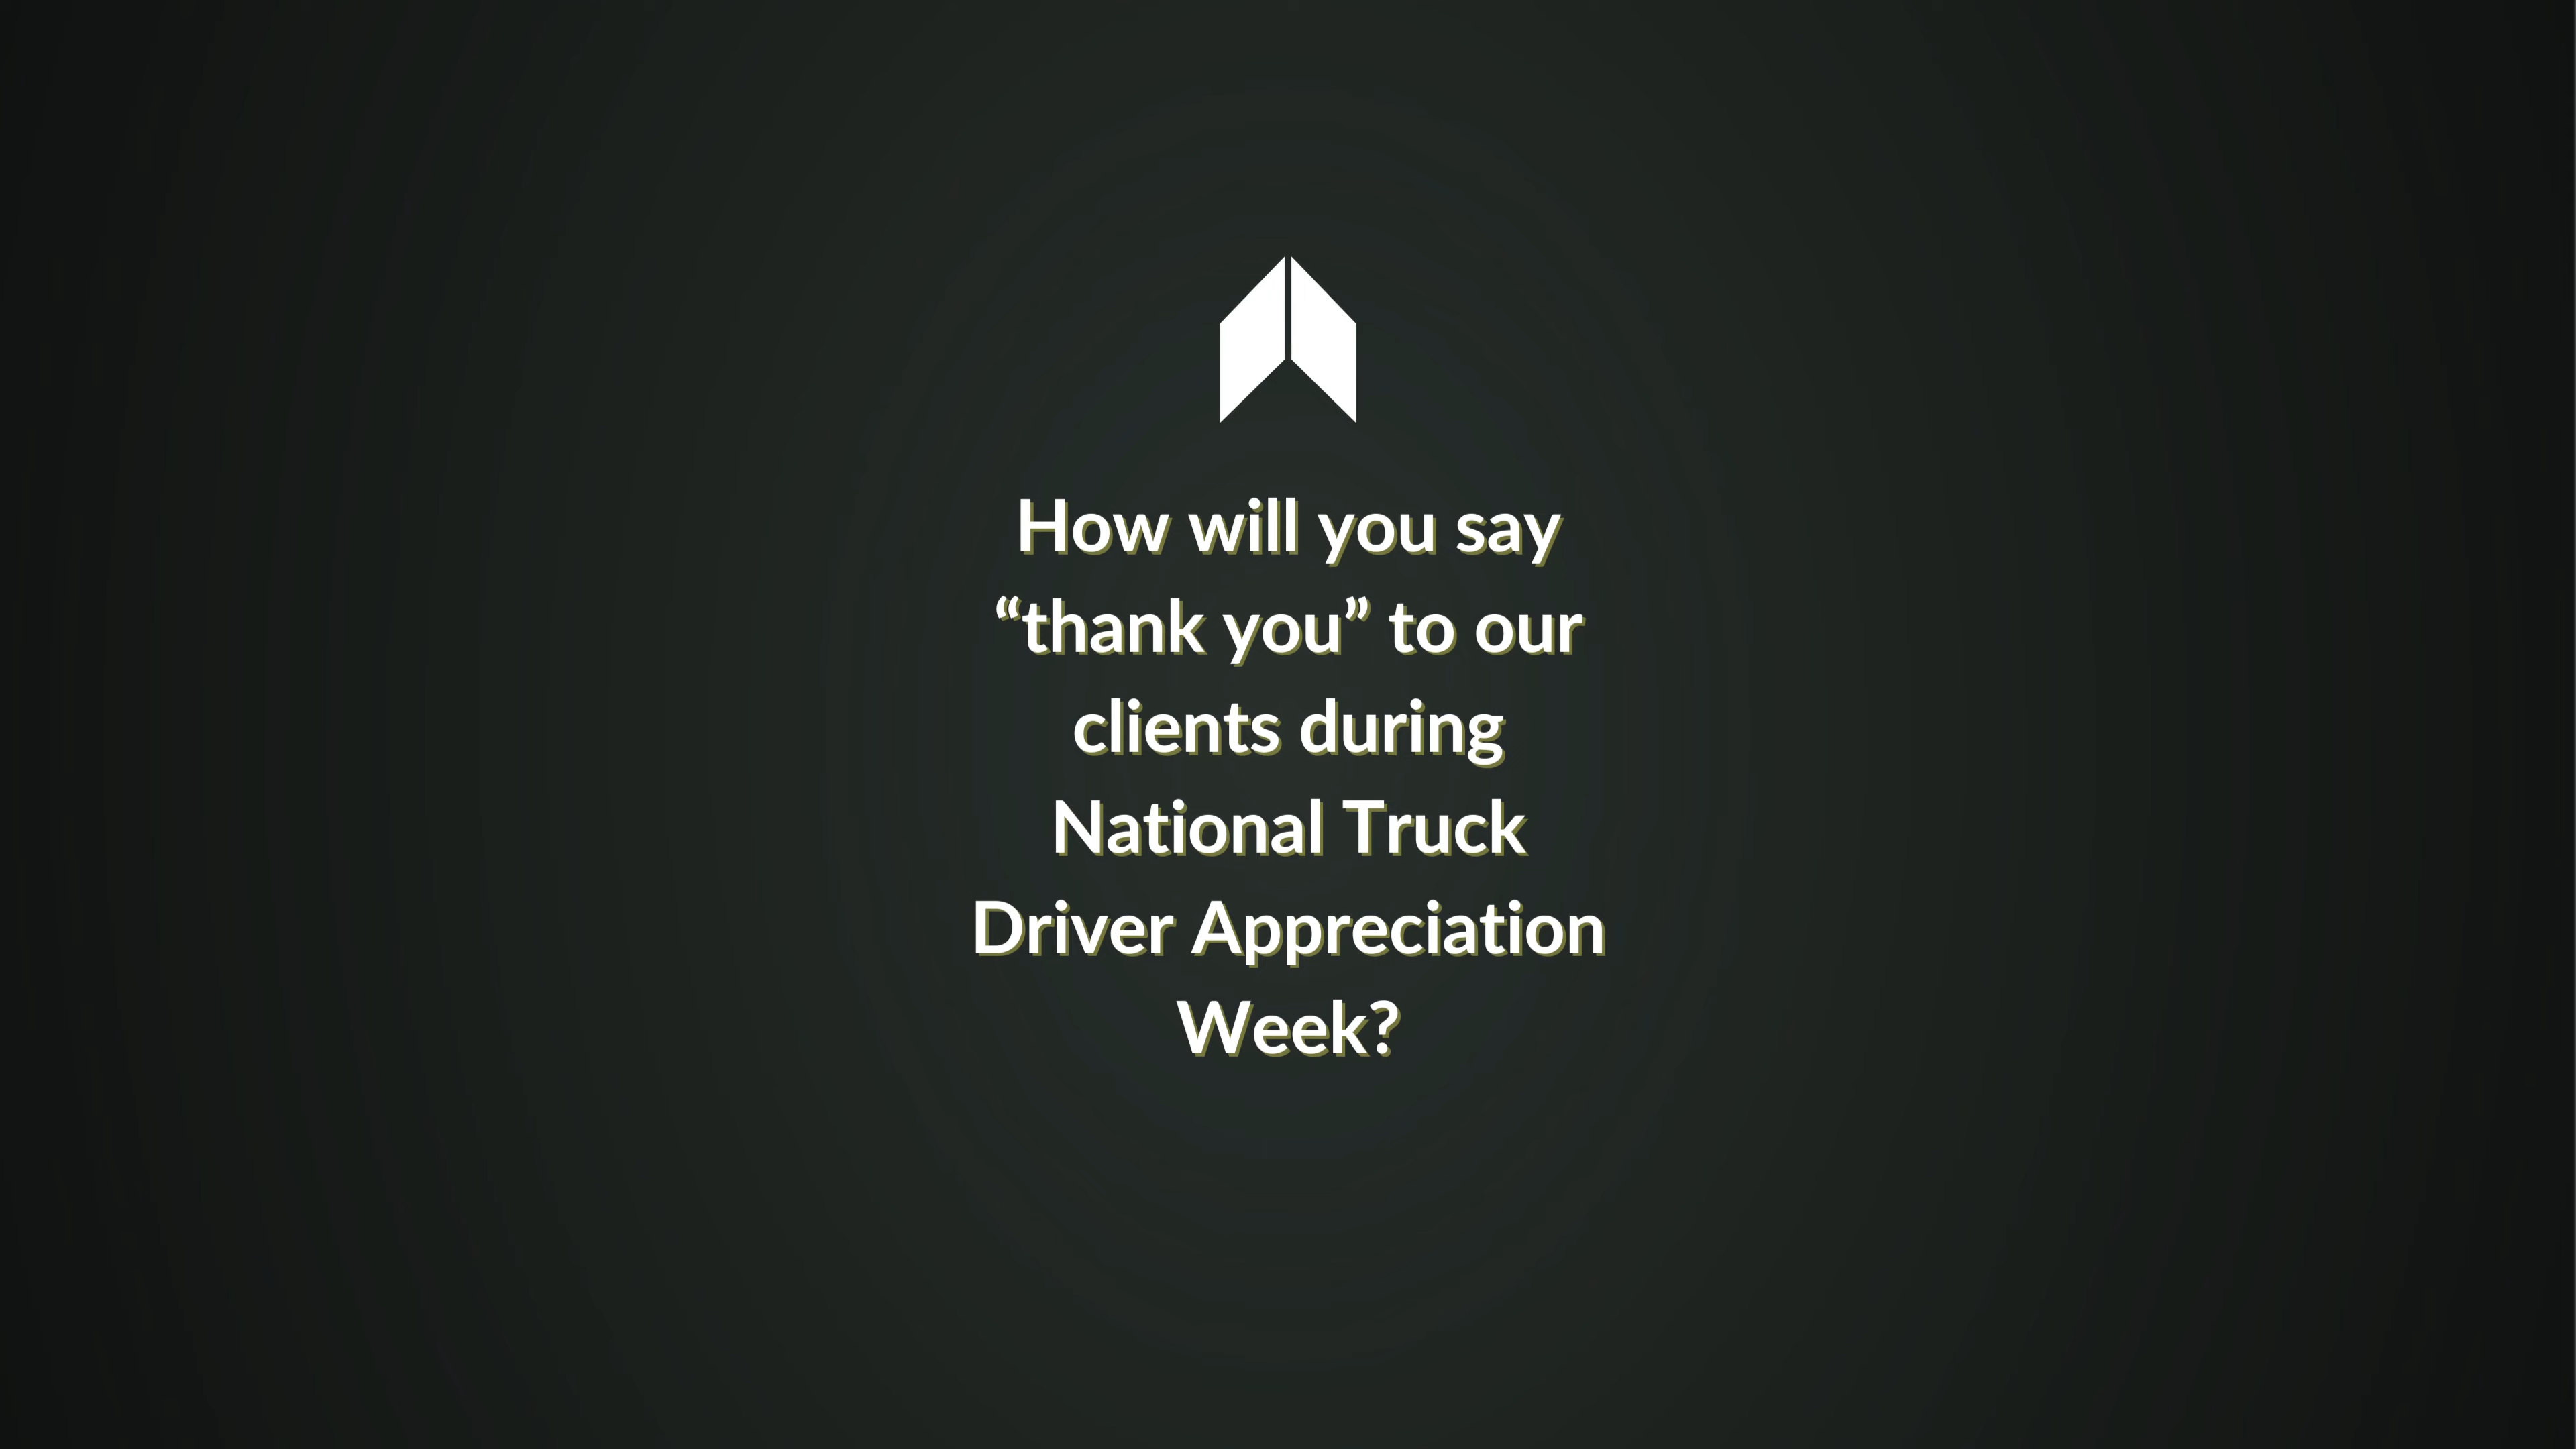 How will you say
“thank you” to our
clients during
National Truck
Driver Appreciation
Week?